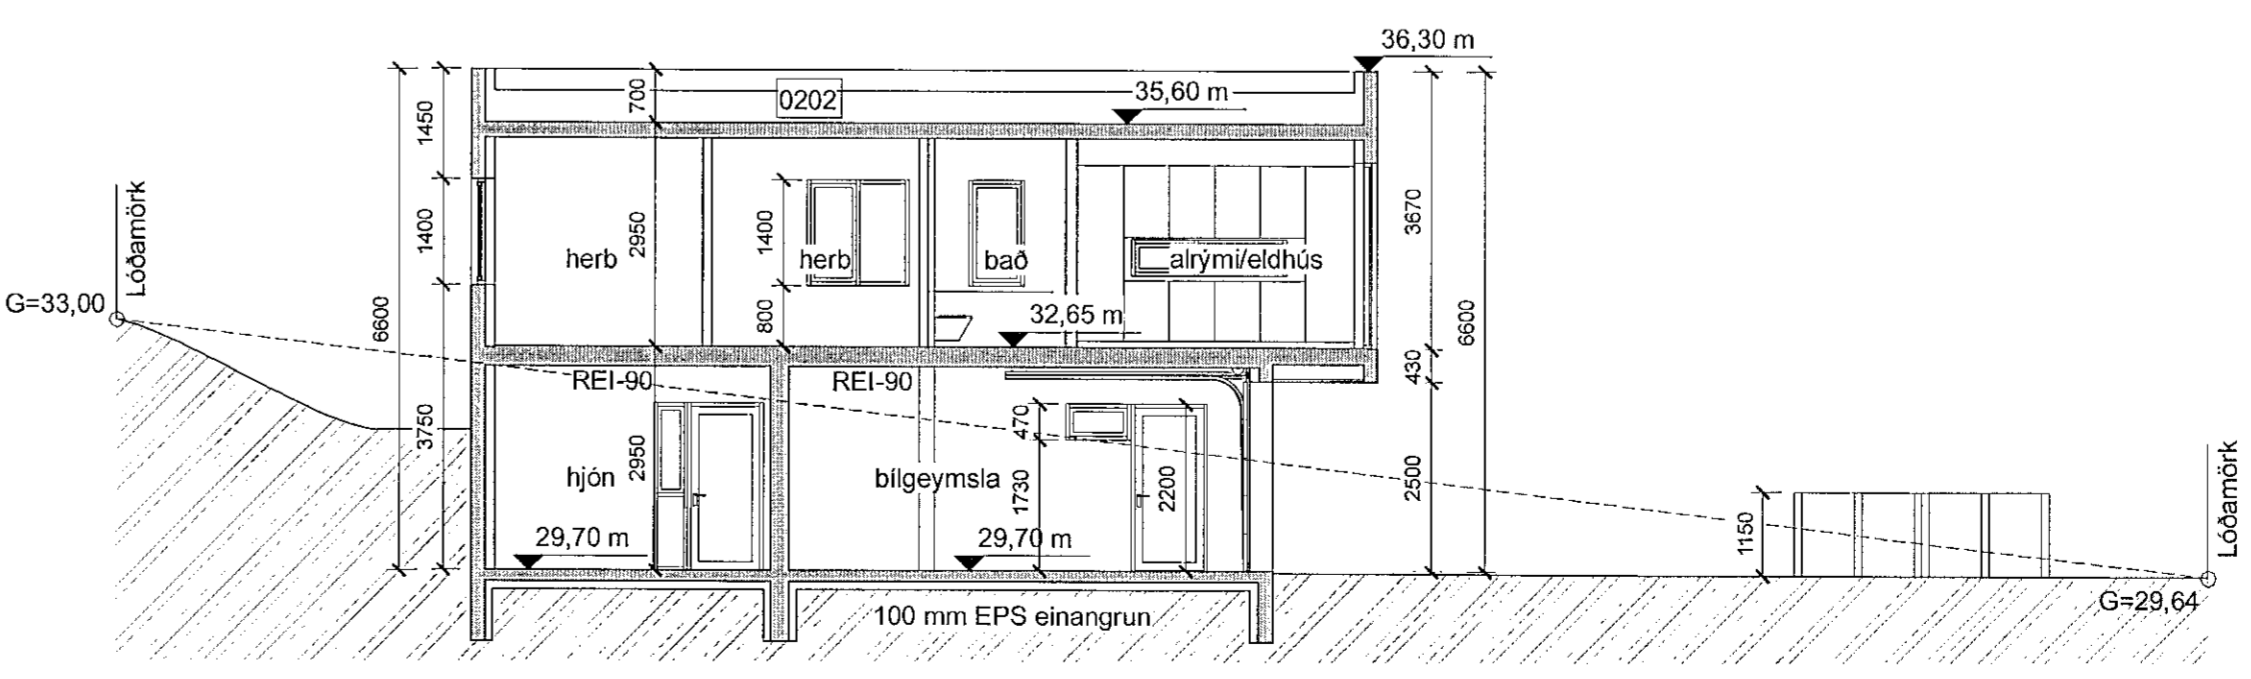 36,30 m
0202
35,60 m
700
1450
Lóðamörk
1400
2950
1400
3670
herb
herb
bað
alrými/eldhús
G=33,00
6600
800
32,65 m
6600
REI-90
REI-90
430
3750
2950
470
hjón
bílgeymsla
1730
2200
2500
Lóðamörk
29,70 m
29,70 m
1150
100 mm EPS einangrun
G=29,64